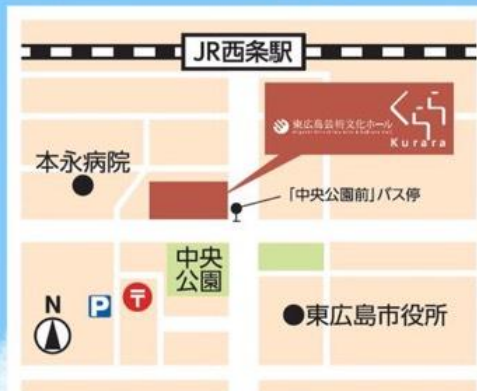 JR西条駅
東広島芸術文化ホール
くらら
Kurara
本永病院
「中央公園前」バス停
中央
公園
N
P
〒
●東広島市役所